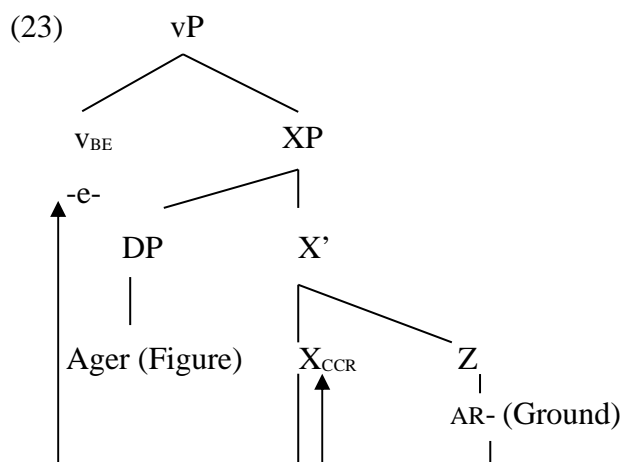 (23) vP
vBE XP
-e-
DP X’
Ager (Figure) XCCR Z
AR- (Ground)